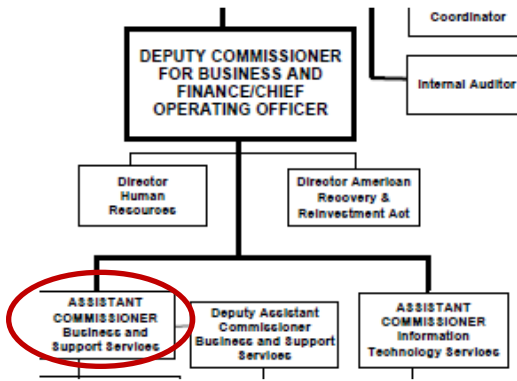 Coordinator
DEPUTY COMMISSIONER
FOR BUSINESS AND
FINANCE/CHIEF
OPERATING OFFICER
Internal Auditor
Director
Human
Resources
Director American
Recovery &
Reinvestment Act
ASSISTANT
COMMISSIONER
Business and
Support Services
Deputy Assistant
Commissioner
Business and Support
Services
ASSISTANT
COMMISSIONER
Information
Technology Services